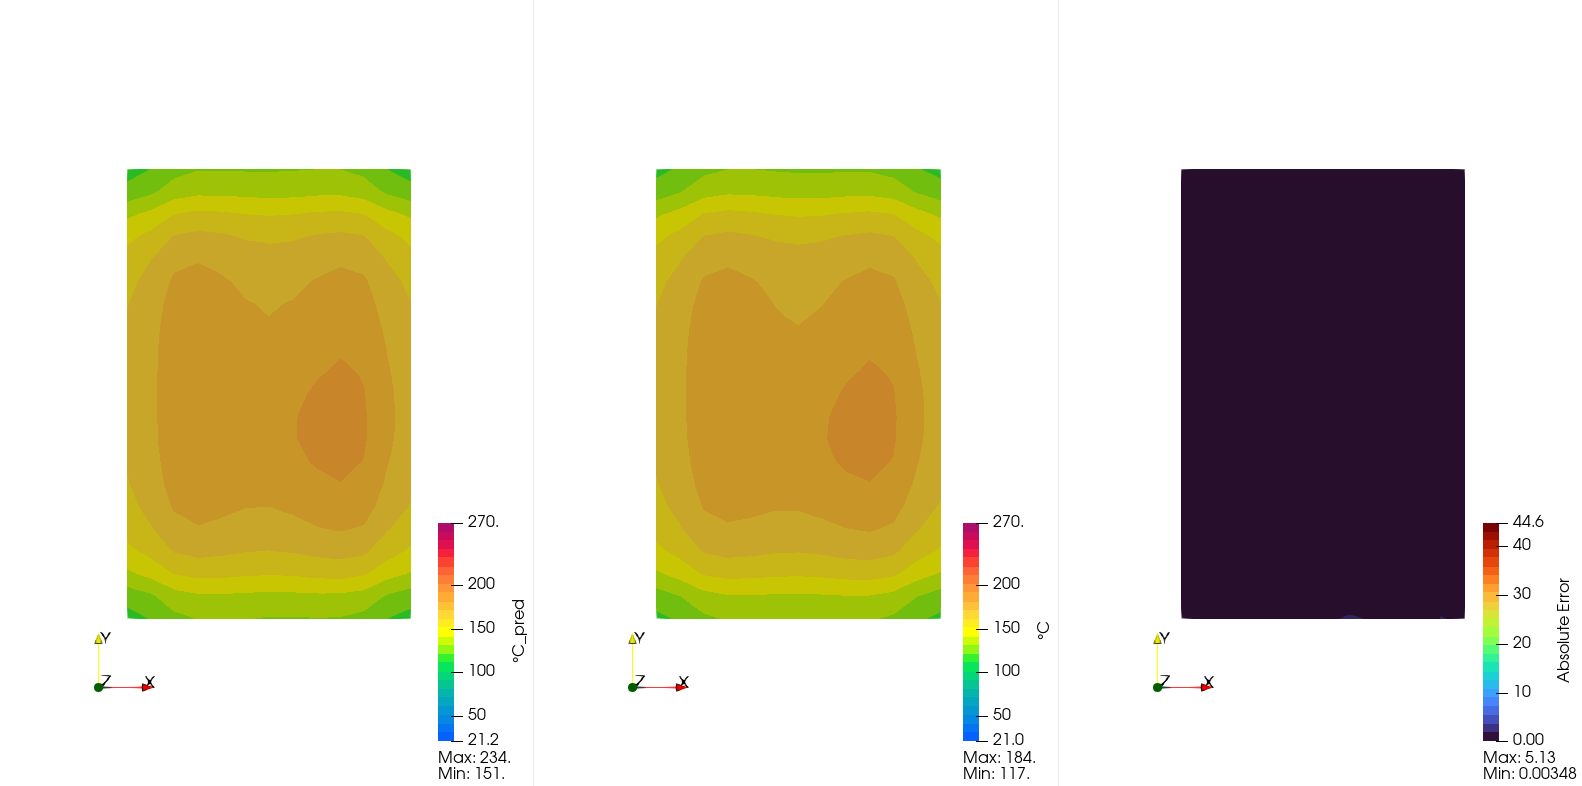 270.
200
150
100
50
21.2
°C_pred
Max: 234.
Min: 151.
Y
Z
X
270.
200
150
100
50
21.0
°C
Max: 184.
Min: 117.
Y
Z
X
44.6
40
30
20
10
0.00
Absolute Error
Max: 5.13
Min: 0.00348
Y
Z
X